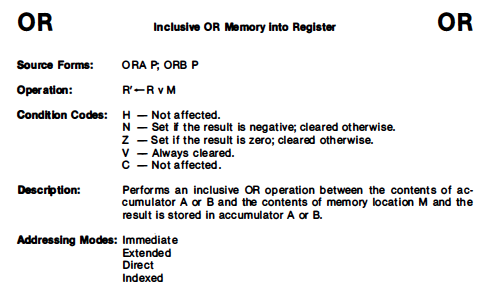 OR Inclusive OR Memory into Register OR
Source Forms: ORA P; ORB P
Operation: R'←R v M
Condition Codes: H — Not affected.
N — Set if the result is negative; cleared otherwise.
Z — Set if the result is zero; cleared otherwise.
V — Always cleared.
C — Not affected.
Description: Performs an inclusive OR operation between the contents of ac-
cumulator A or B and the contents of memory location M and the
result is stored in accumulator A or B.
Addressing Modes: Immediate
Extended
Direct
Indexed